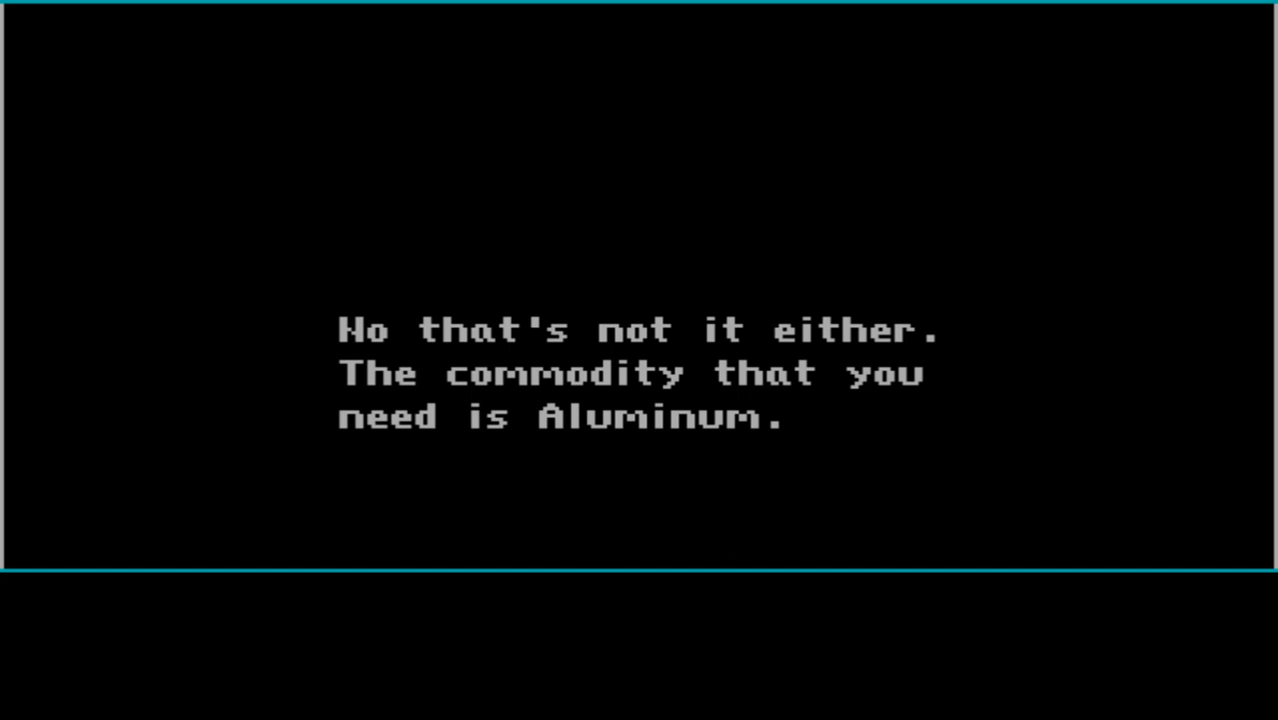 No that's not it either.
The commodity that you
need is Aluminum.